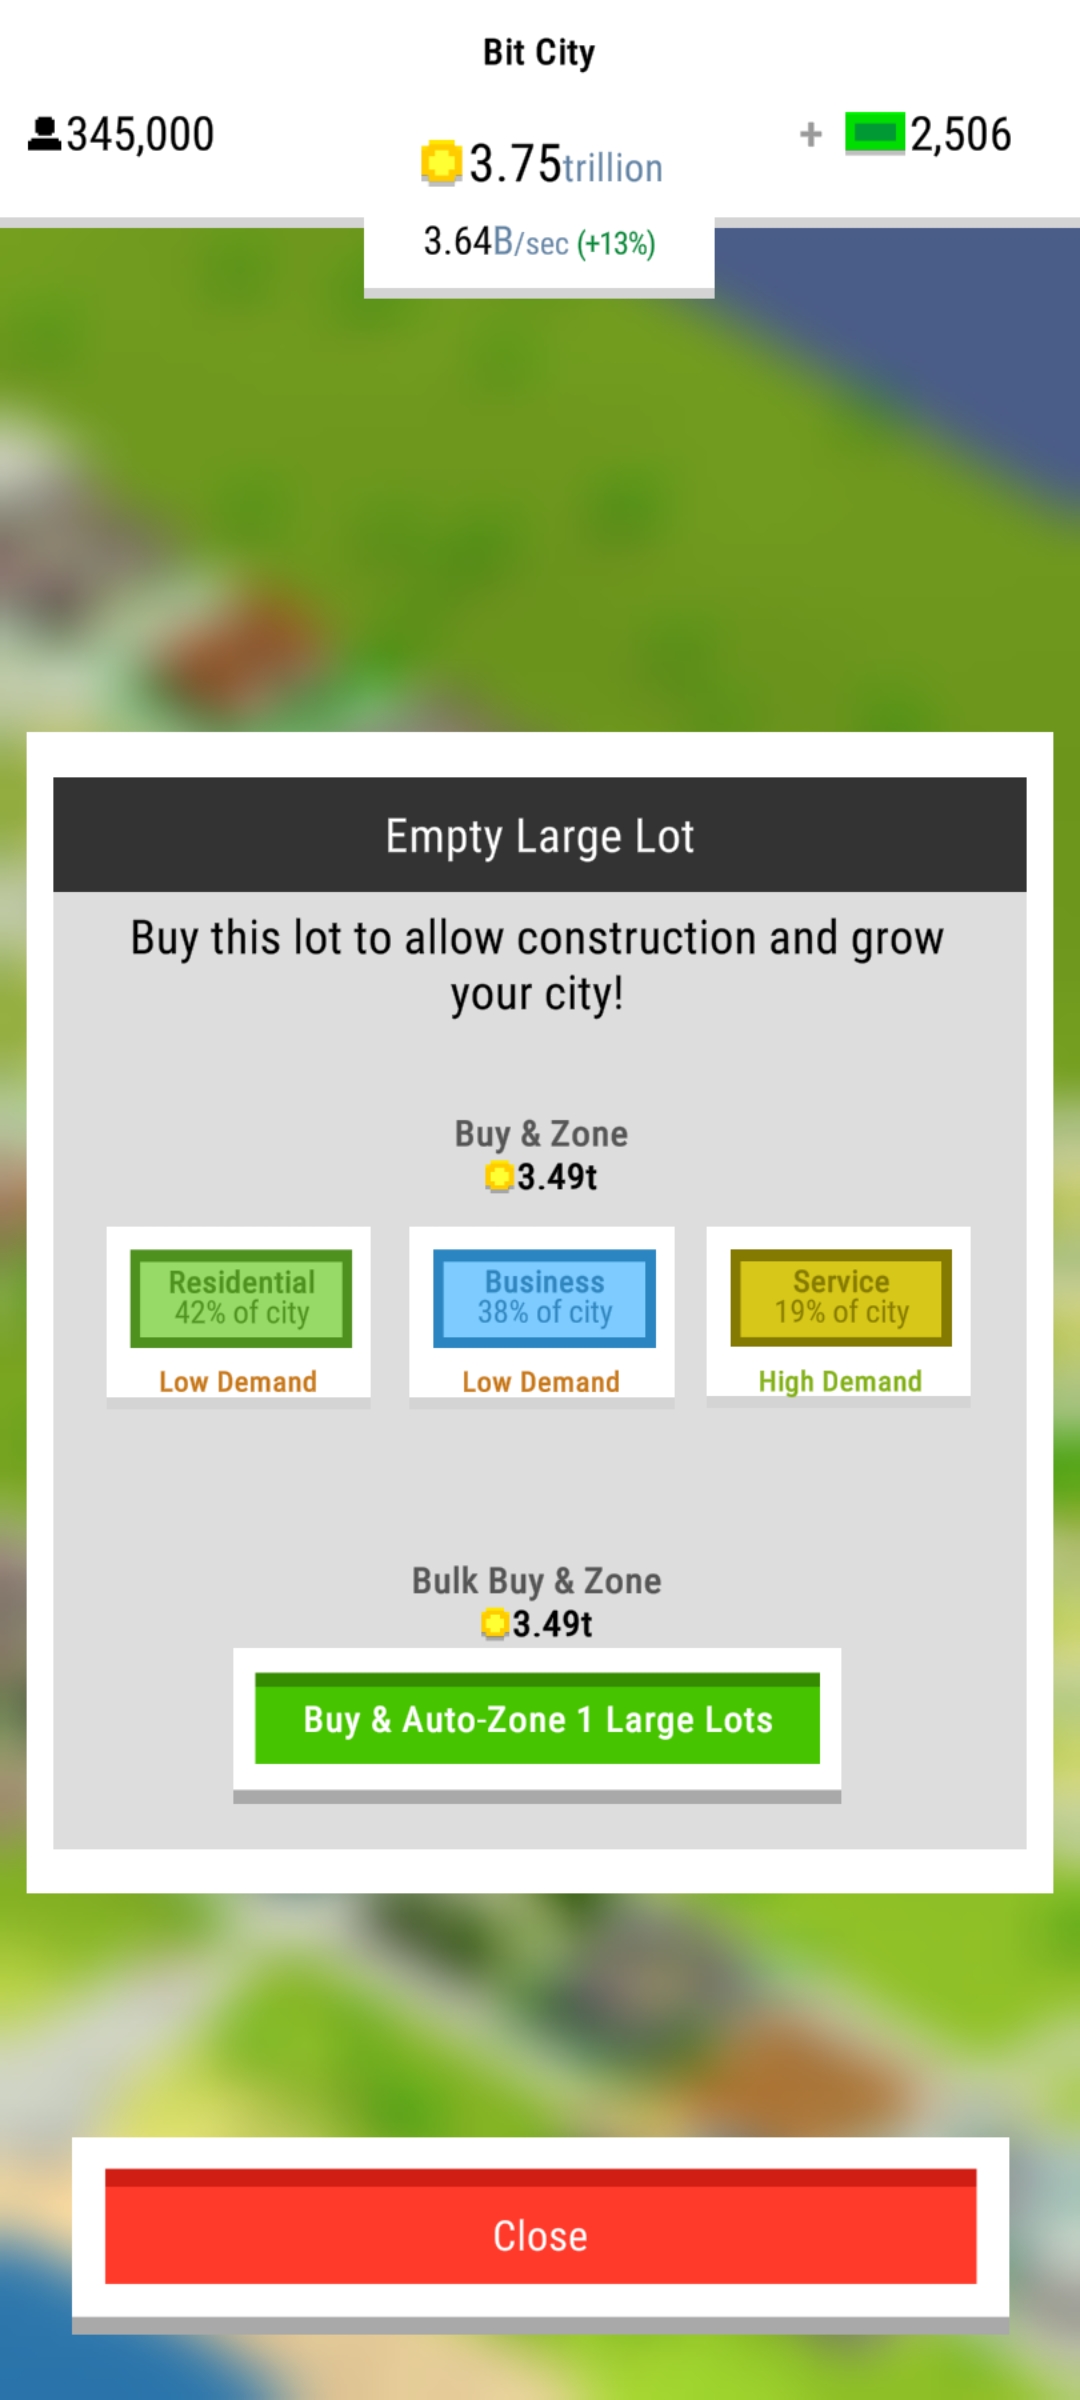 Bit City
345,000
3.75trillion
+ 2,506
3.64B/sec (+13%)
Empty Large Lot
Buy this lot to allow construction and grow
your city!
Buy & Zone
3.49t
Residential
42% of city
Low Demand
Business
38% of city
Low Demand
Service
19% of city
High Demand
Bulk Buy & Zone
3.49t
Buy & Auto-Zone 1 Large Lots
Close